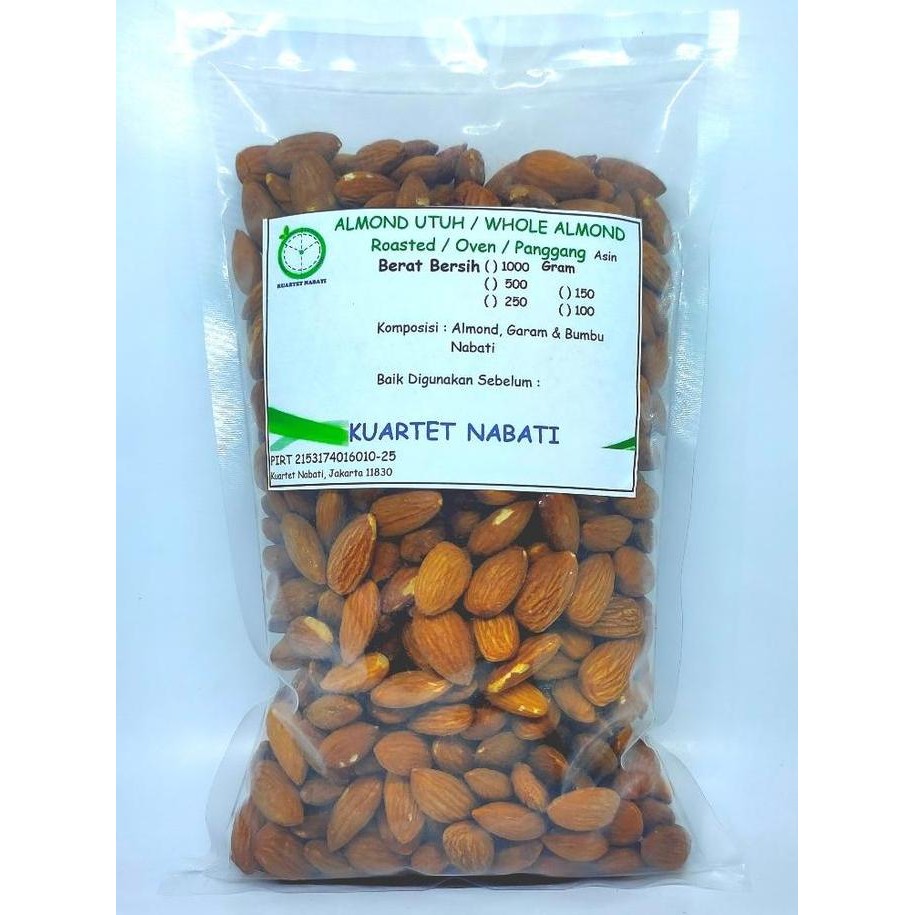 ALMOND UTUH / WHOLE ALMOND
Roasted / Oven / Panggang Asin
KUARTET NABATI
Berat Bersih ( ) 1000 Gram
( ) 500
( ) 150
( ) 250
( ) 100
Komposisi : Almond, Garam & Bumbu
Nabati
Baik Digunakan Sebelum :
KUARTET NABATI
PIRT 2153174016010-25
Kuartet Nabati, Jakarta 11830